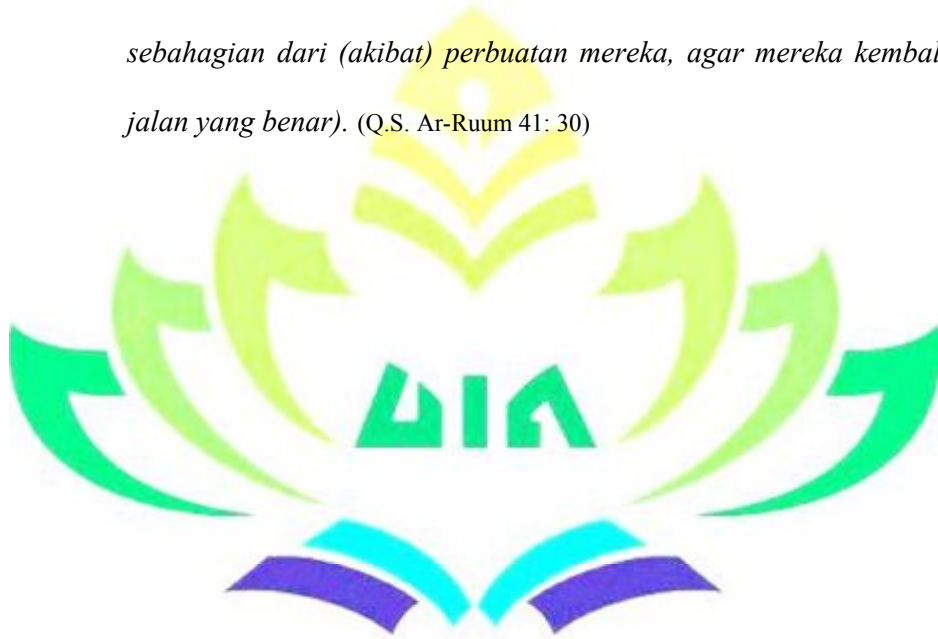 sebahagian dari (akibat) perbuatan mereka, agar mereka kembal
jalan yang benar). (Q.S. Ar-Ruum 41: 30)